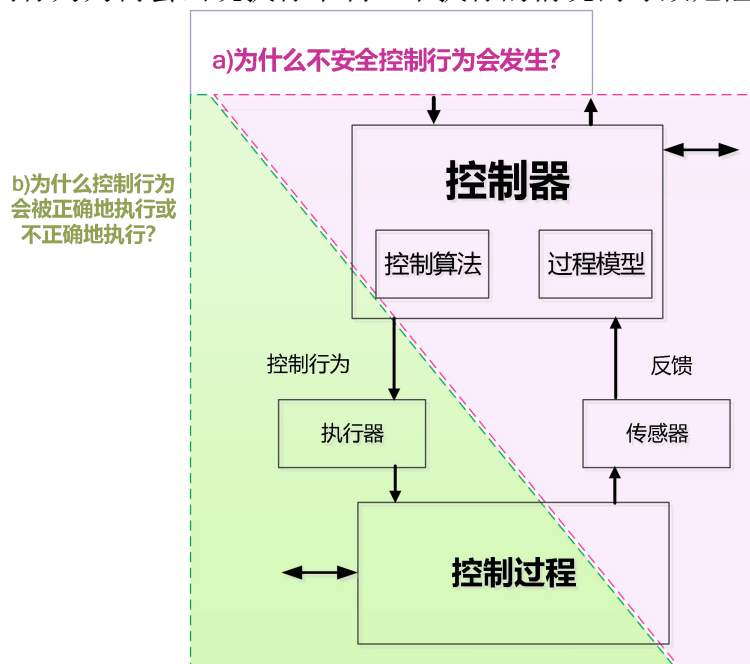 a)为什么不安全控制行为会发生?
控制器
b)为什么控制行为
会被正确地执行或
不正确地执行?
控制算法
过程模型
控制行为
反馈
执行器
传感器
控制过程